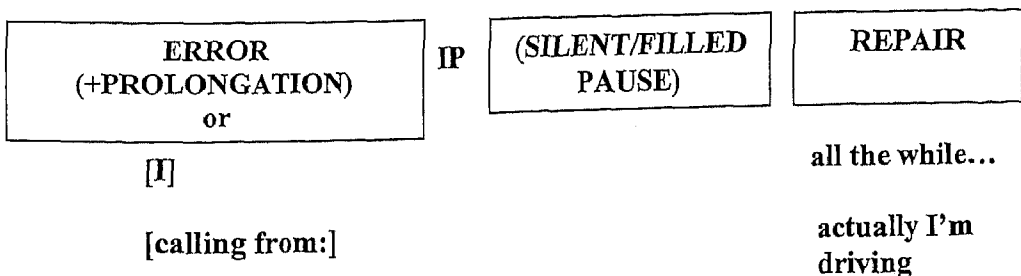 ERROR
(+PROLONGATION)
or
IP
(SILENT/FILLED
PAUSE)
REPAIR
[I]
all the while...
[calling from:]
actually I'm
driving